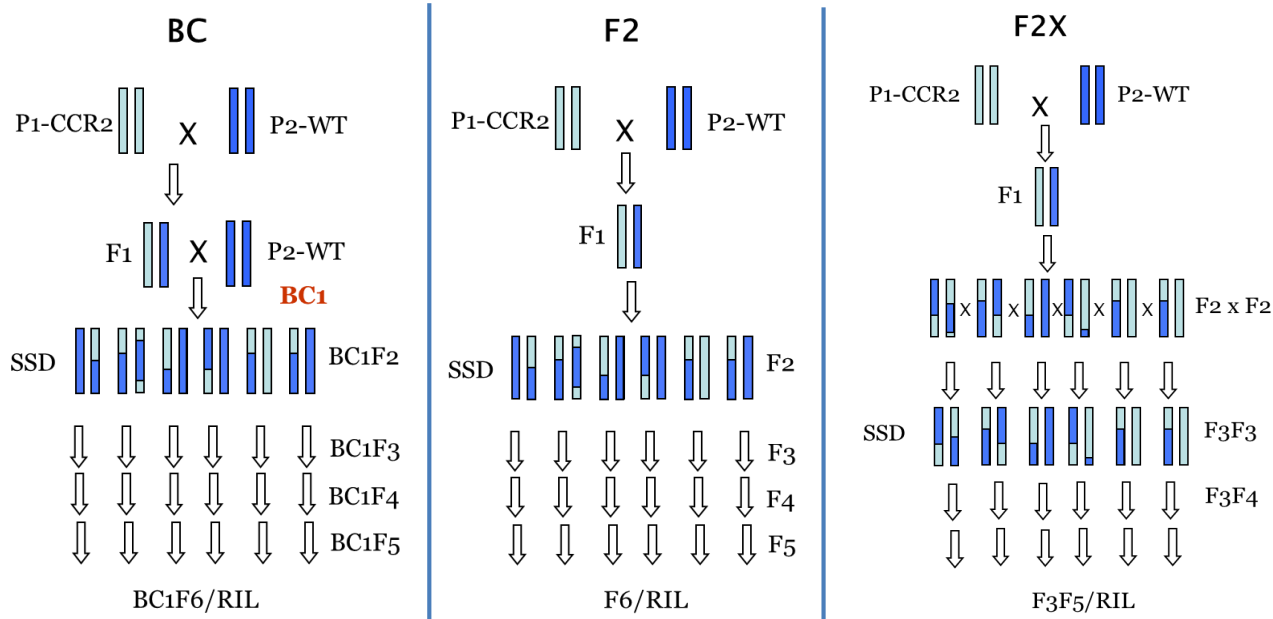 BC
P1-CCR2
X
P2-WT
F1
X
P2-WT
BC1
SSD
BC1F2
BC1F3
BC1F4
BC1F5
BC1F6/RIL
F2
P1-CCR2
X
P2-WT
F1
SSD
F2
F3
F4
F5
F6/RIL
F2X
P1-CCR2
X
P2-WT
F1
X X X X X
F2 x F2
SSD
F3F3
F3F4
F3F5/RIL